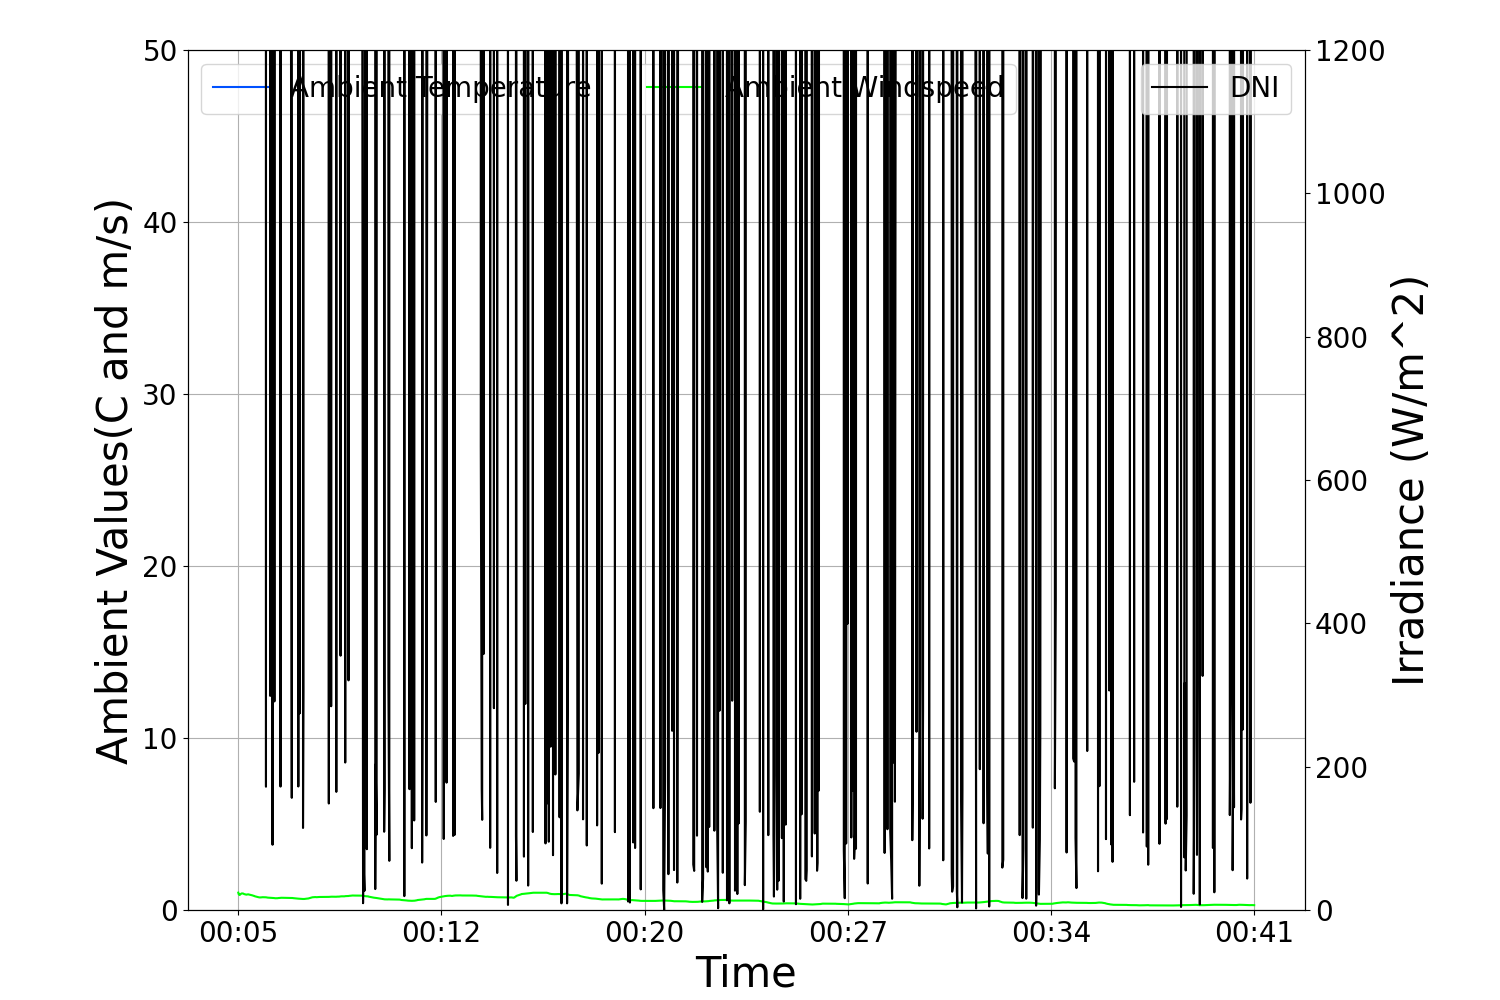 50
40
30
20
10
0
Ambient Values(C and m/s)
Ambient Temperature
Ambient Windspeed
DNI
1200
1000
800
600
400
200
0
Irradiance (W/m^2)
00:05 00:12 00:20 00:27 00:34 00:41
Time